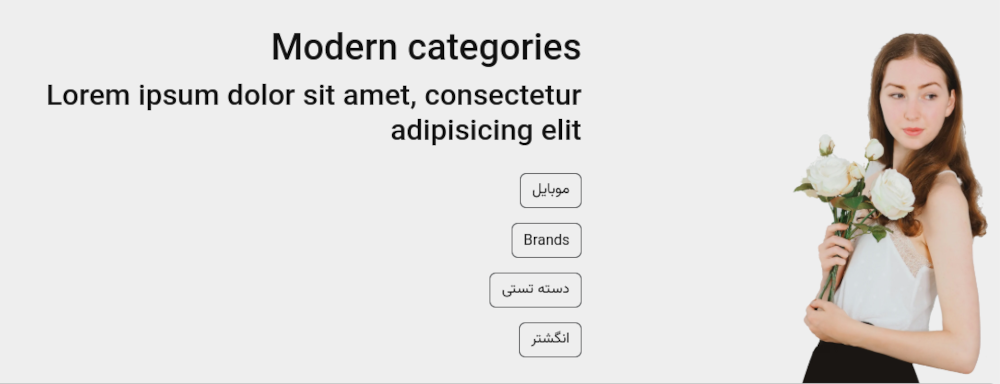 Modern categories
Lorem ipsum dolor sit amet, consectetur
adipisicing elit
موبایل
Brands
دسته تستی
انگشتر